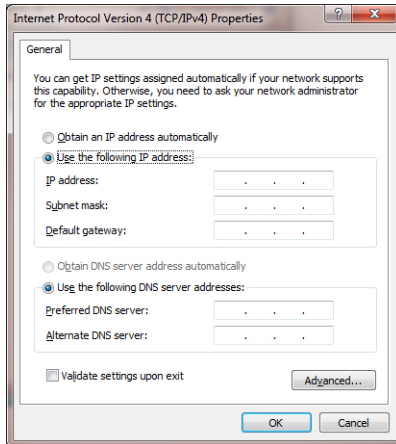 Internet Protocol Version 4 (TCP/IPv4) Properties
General
You can get IP settings assigned automatically if your network supports
this capability. Otherwise, you need to ask your network administrator
for the appropriate IP settings.
Obtain an IP address automatically
Use the following IP address:
IP address:
Subnet mask:
Default gateway:
Obtain DNS server address automatically
Use the following DNS server addresses:
Preferred DNS server:
Alternate DNS server:
Validate settings upon exit
Advanced...
OK Cancel